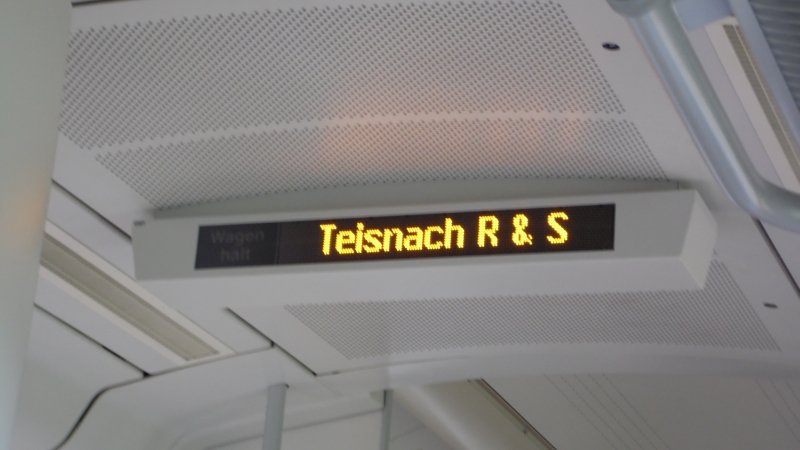 Wagen
hält
Teisnach R & S